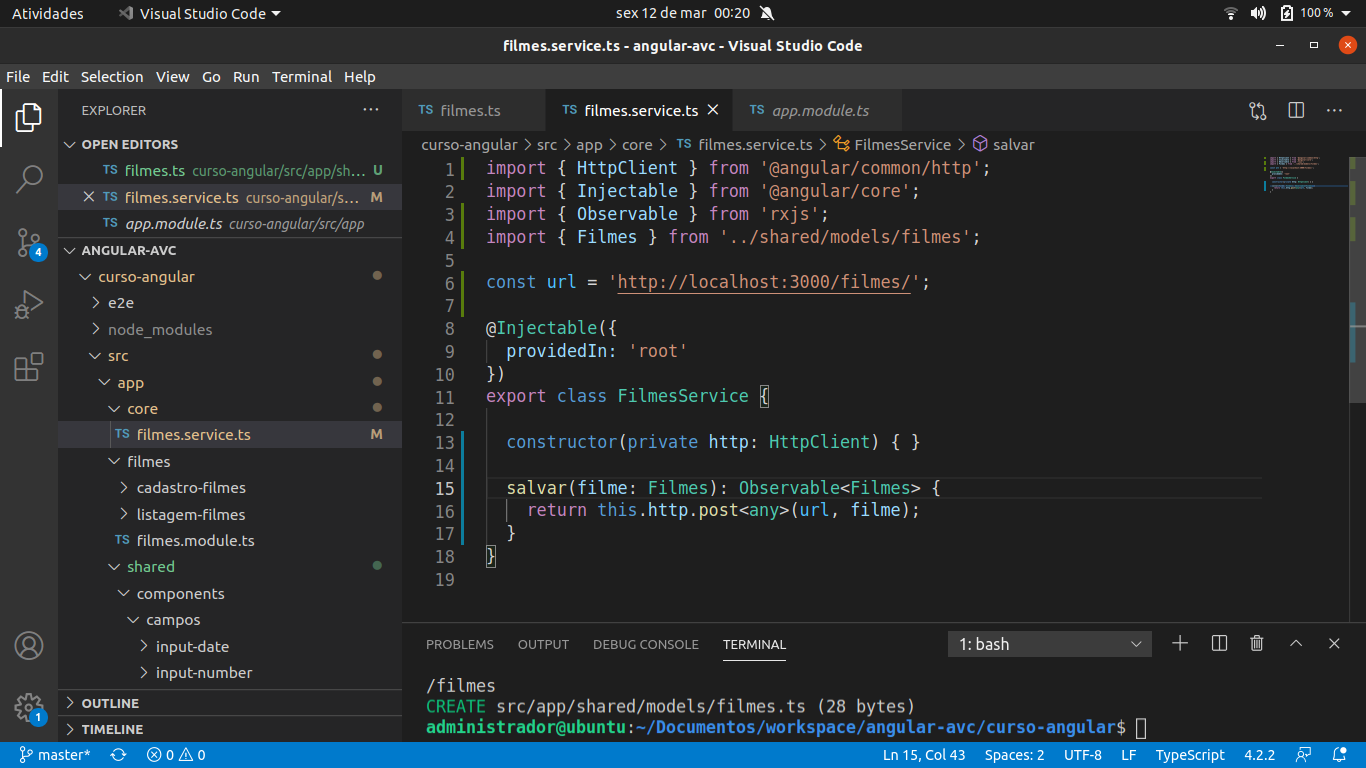 Atividades Visual Studio Code sex 12 de mar 00:20 100 %
filmes.service.ts - angular-avc - Visual Studio Code
File Edit Selection View Go Run Terminal Help
EXPLORER
OPEN EDITORS
TS filmes.ts curso-angular/src/app/sh... U
TS filmes.service.ts curso-angular/s... M
TS app.module.ts curso-angular/src/app
ANGULAR-AVC
curso-angular
e2e
node_modules
src
app
core
TS filmes.service.ts M
filmes
cadastro-filmes
listagem-filmes
TS filmes.module.ts
shared
components
campos
input-date
input-number
OUTLINE
TIMELINE
4
1
TS filmes.ts TS filmes.service.ts TS app.module.ts
curso-angular > src > app > core > TS filmes.service.ts > FilmesService > salvar
1 import { HttpClient } from '@angular/common/http';
2 import { Injectable } from '@angular/core';
3 import { Observable } from 'rxjs';
4 import { Filmes } from '../shared/models/filmes';
5
6 const url = 'http://localhost:3000/filmes/';
7
8 @Injectable({
9 providedIn: 'root'
10 })
11 export class FilmesService {
12
13 constructor(private http: HttpClient) { }
14
15 salvar(filme: Filmes): Observable<Filmes> {
16 return this.http.post<any>(url, filme);
17 }
18 }
19
PROBLEMS OUTPUT DEBUG CONSOLE TERMINAL 1: bash
/filmes
CREATE src/app/shared/models/filmes.ts (28 bytes)
administrador@ubuntu:~/Documentos/workspace/angular-avc/curso-angular$
master* 0 0 Ln 15, Col 43 Spaces: 2 UTF-8 LF TypeScript 4.2.2